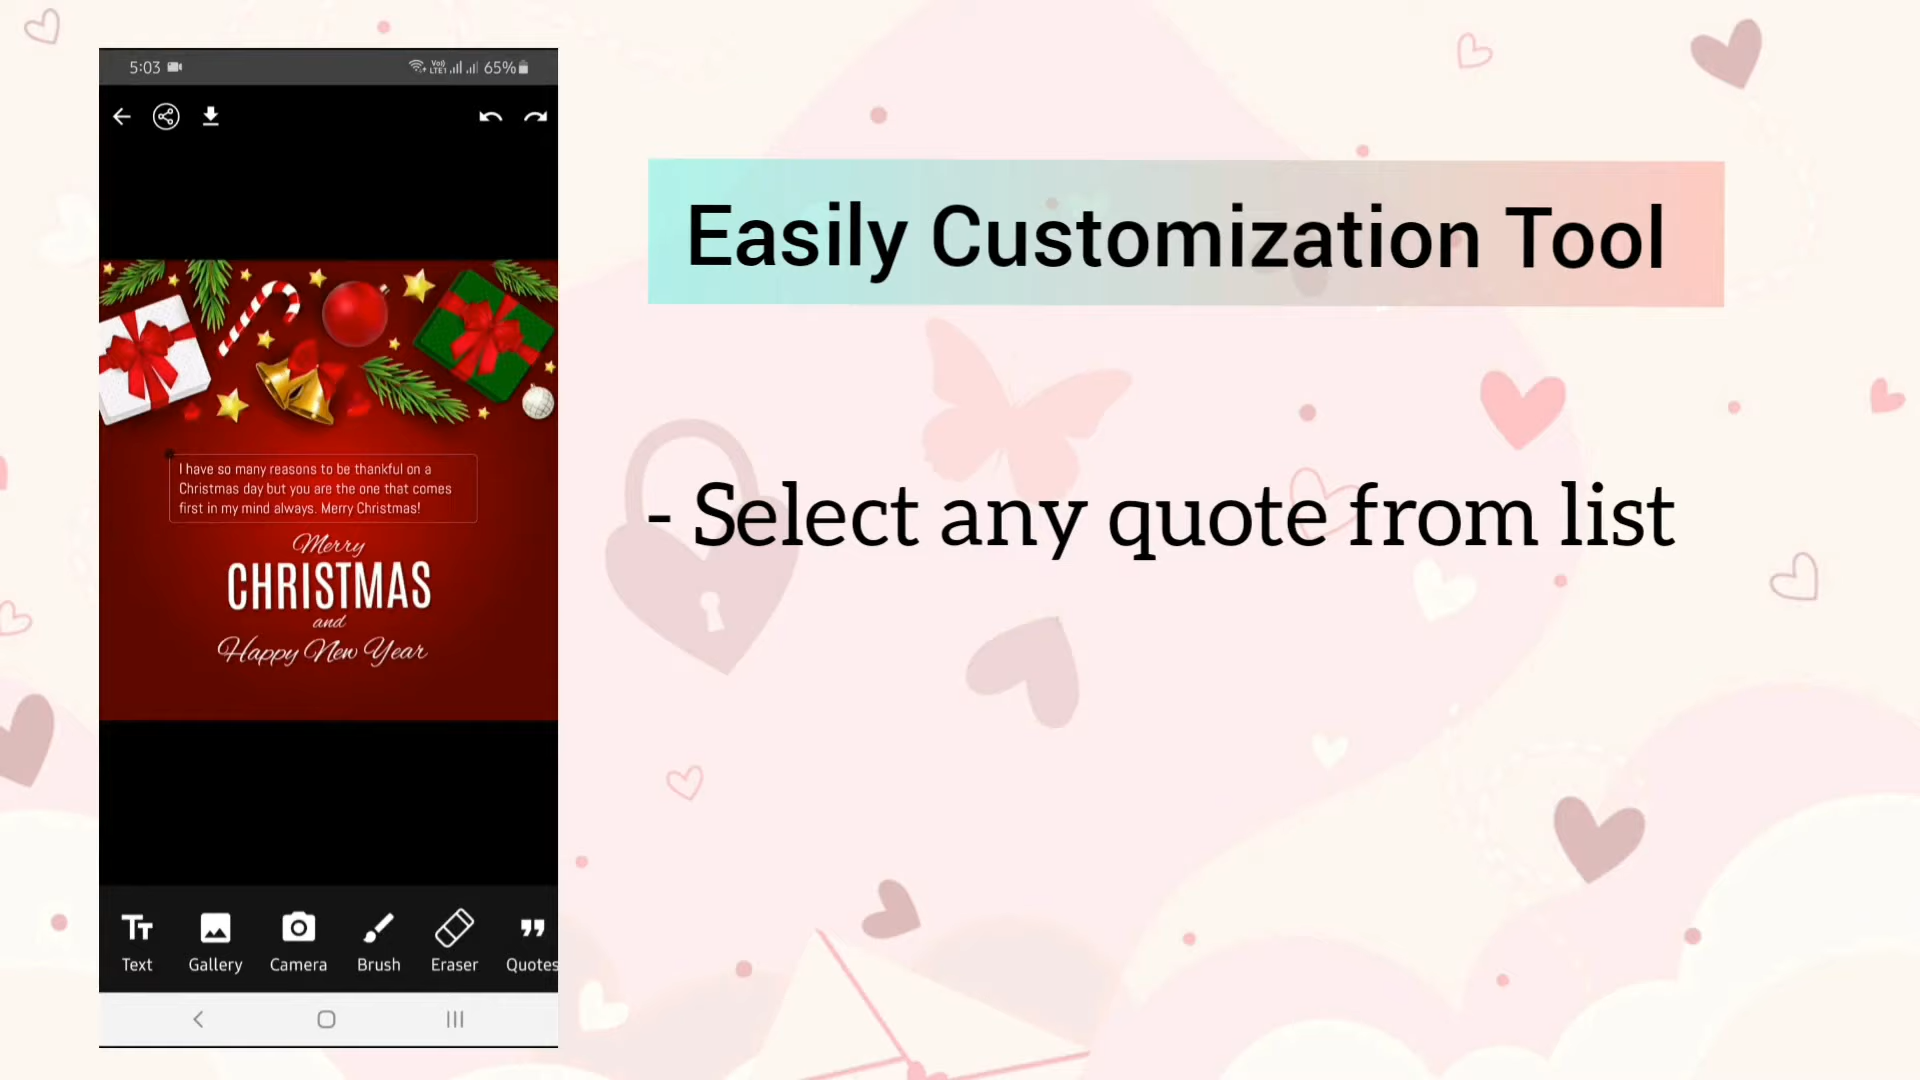 5:03
Vo)) LTE1 65%
Easily Customization Tool
I have so many reasons to be thankful on a
Christmas day but you are the one that comes
first in my mind always. Merry Christmas!
- Select any quote from list
Merry
CHRISTMAS
and
Happy New Year
Text Gallery Camera Brush Eraser Quotes